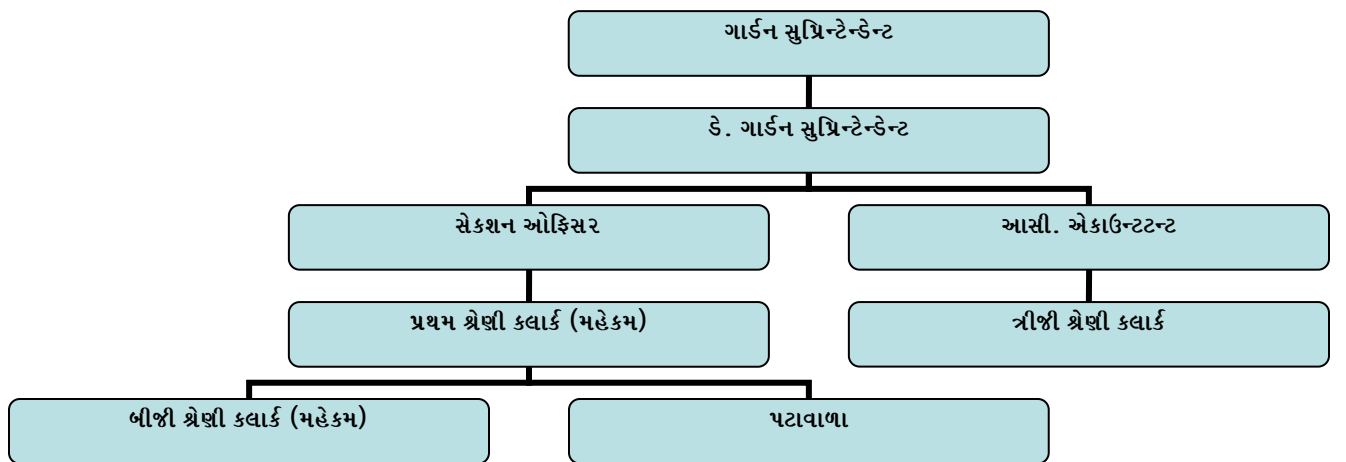 ગાર્ડન સુપ્રિન્ટેન્ડેન્ટ
ડે. ગાર્ડન સુપ્રિન્ટેન્ડેન્ટ
સેકશન ઓફિસર
આસી. એકાઉન્ટટન્ટ
પ્રથમ શ્રેણી કલાર્ક (મહેકમ)
ત્રીજી શ્રેણી કલાર્ક
બીજી શ્રેણી કલાર્ક (મહેકમ)
પટાવાળા